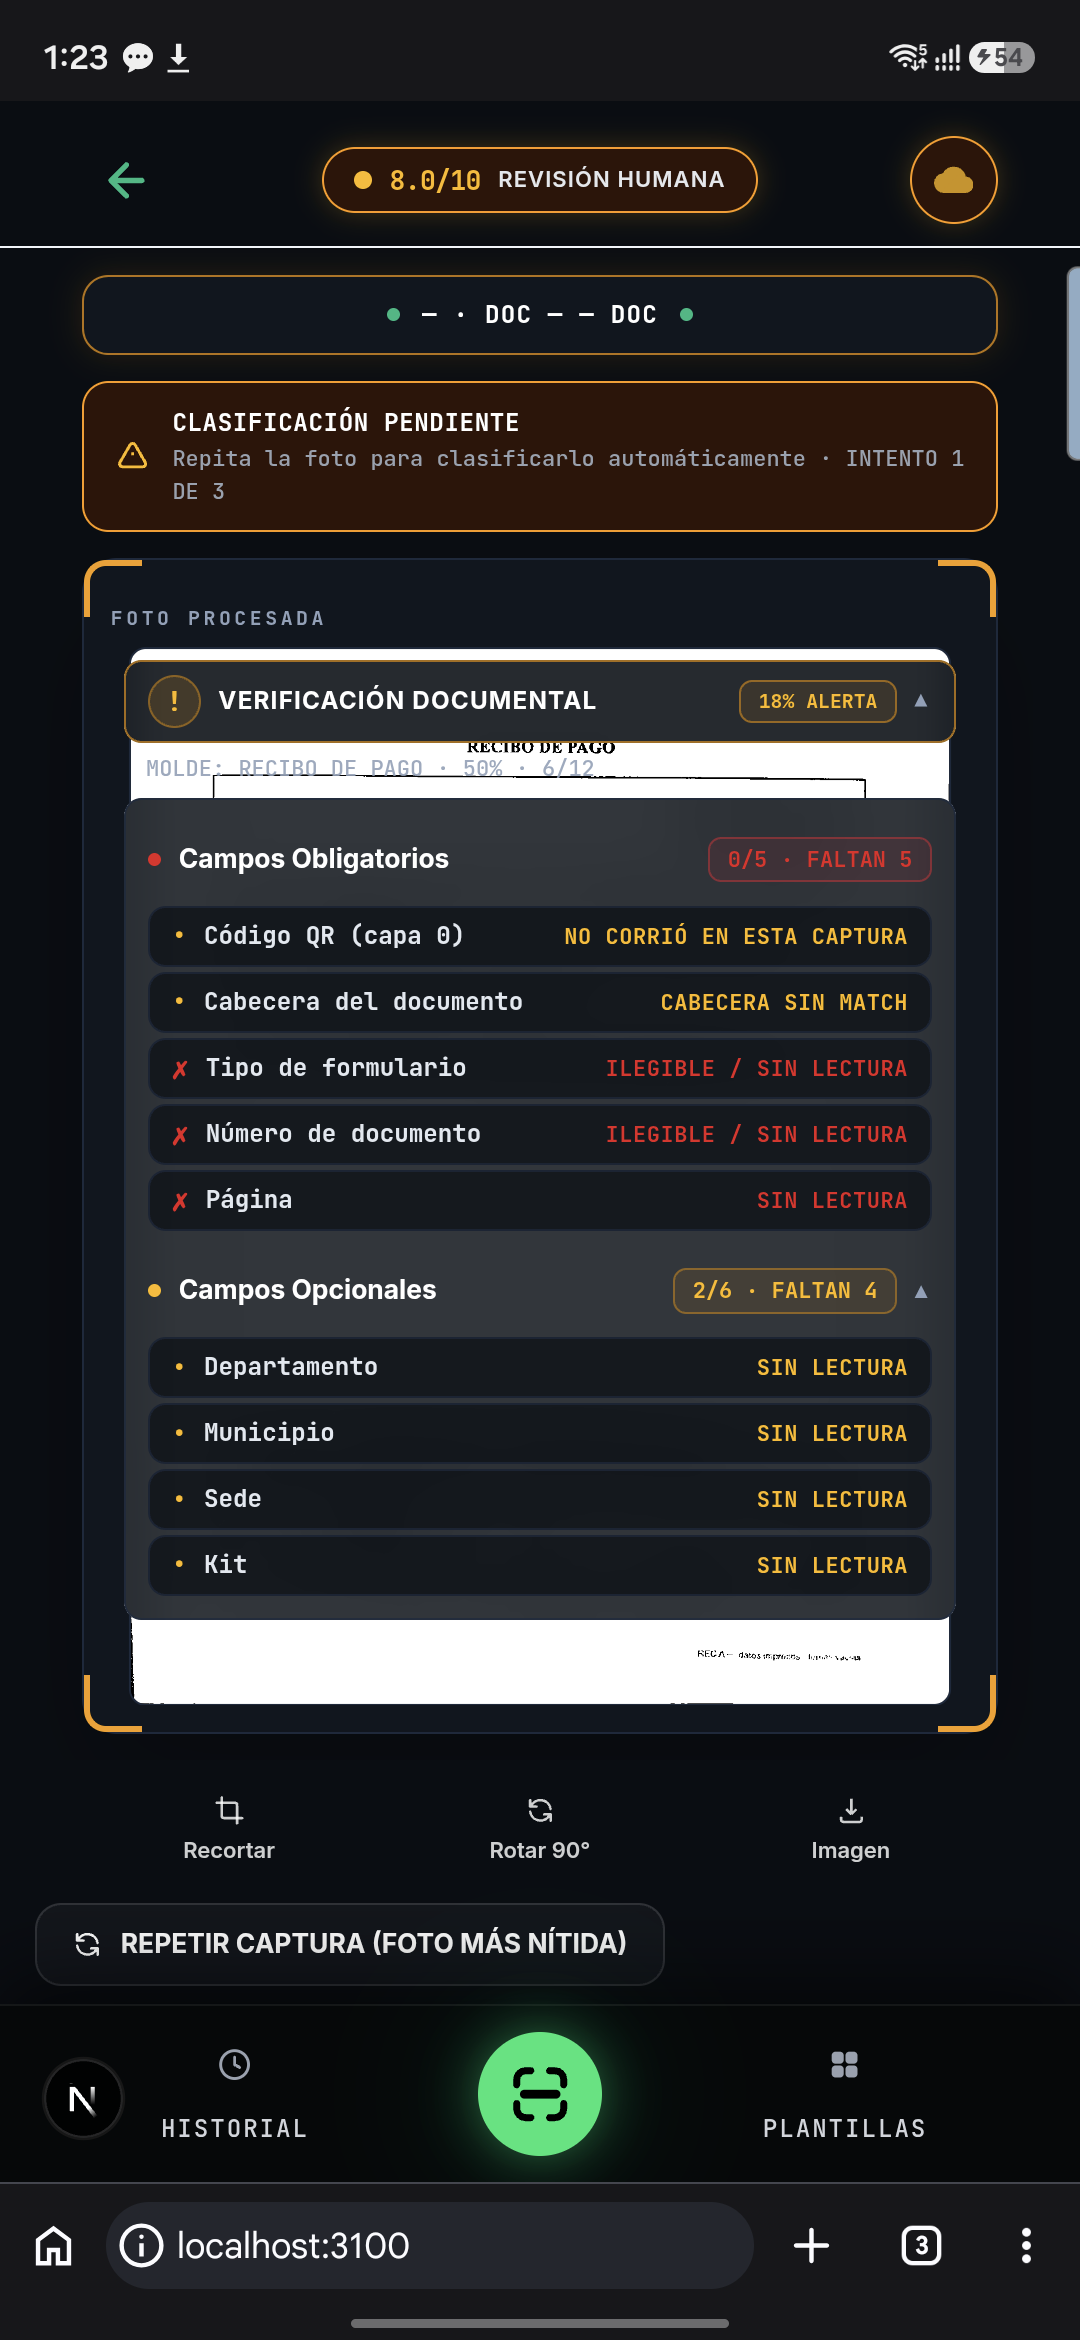 1:23
5
54
8.0/10 REVISIÓN HUMANA
— · DOC — — DOC
CLASIFICACIÓN PENDIENTE
Repita la foto para clasificarlo automáticamente · INTENTO 1
DE 3
FOTO PROCESADA
! VERIFICACIÓN DOCUMENTAL 18% ALERTA ▲
RECIBO DE PAGO
MOLDE: RECIBO DE PAGO · 50% · 6/12
Campos Obligatorios 0/5 · FALTAN 5
• Código QR (capa 0) NO CORRIÓ EN ESTA CAPTURA
• Cabecera del documento CABECERA SIN MATCH
✗ Tipo de formulario ILEGIBLE / SIN LECTURA
✗ Número de documento ILEGIBLE / SIN LECTURA
✗ Página SIN LECTURA
Campos Opcionales 2/6 · FALTAN 4 ▲
• Departamento SIN LECTURA
• Municipio SIN LECTURA
• Sede SIN LECTURA
• Kit SIN LECTURA
datos
Recortar Rotar 90° Imagen
REPETIR CAPTURA (FOTO MÁS NÍTIDA)
N HISTORIAL PLANTILLAS
localhost:3100 3